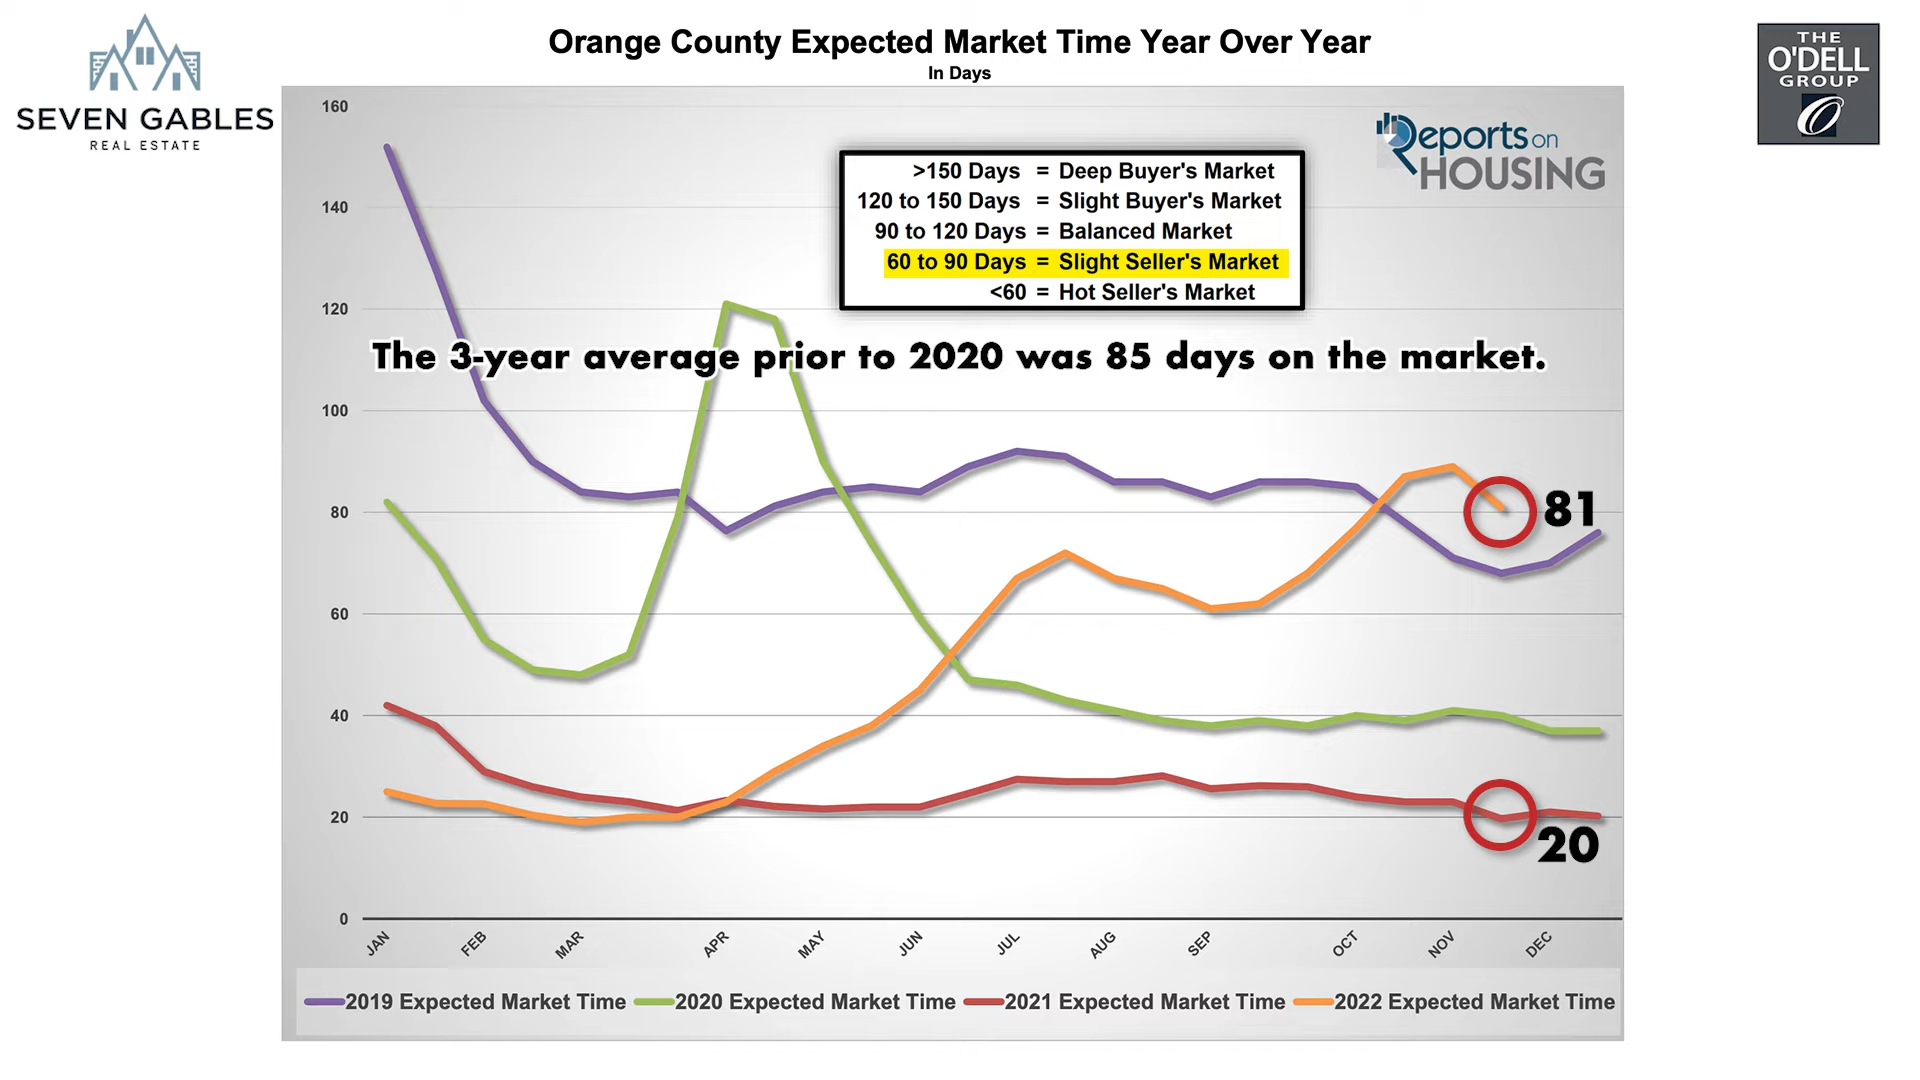 SEVEN GABLES
REAL ESTATE
Orange County Expected Market Time Year Over Year
In Days
THE
O'DELL
GROUP
O
Reports on
HOUSING
>150 Days = Deep Buyer's Market
120 to 150 Days = Slight Buyer's Market
90 to 120 Days = Balanced Market
60 to 90 Days = Slight Seller's Market
<60 = Hot Seller's Market
The 3-year average prior to 2020 was 85 days on the market.
160
140
120
100
80
60
40
20
0
81
20
JAN FEB MAR APR MAY JUN JUL AUG SEP OCT NOV DEC
2019 Expected Market Time 2020 Expected Market Time 2021 Expected Market Time 2022 Expected Market Time